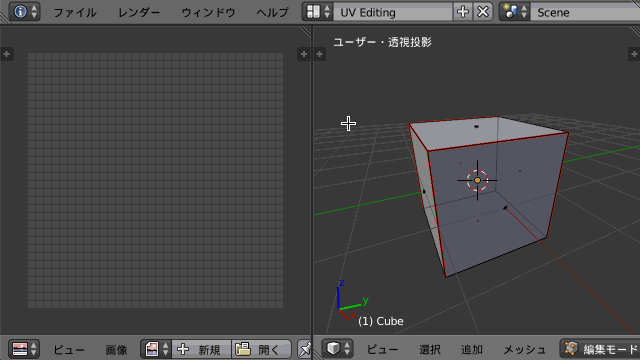 ファイル レンダー ウィンドウ ヘルプ UV Editing Scene
ユーザー・透視投影
z
y
(1) Cube
ビュー 画像 新規 開く ビュー 選択 追加 メッシュ 編集モード